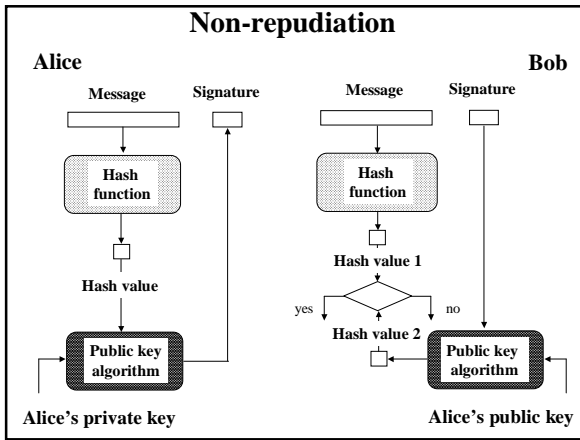 Non-repudiation
Alice
Bob
Message
Signature
Hash
function
Hash value
Public key
algorithm
Alice's private key
Message
Signature
Hash
function
Hash value 1
yes
no
Hash value 2
Public key
algorithm
Alice's public key